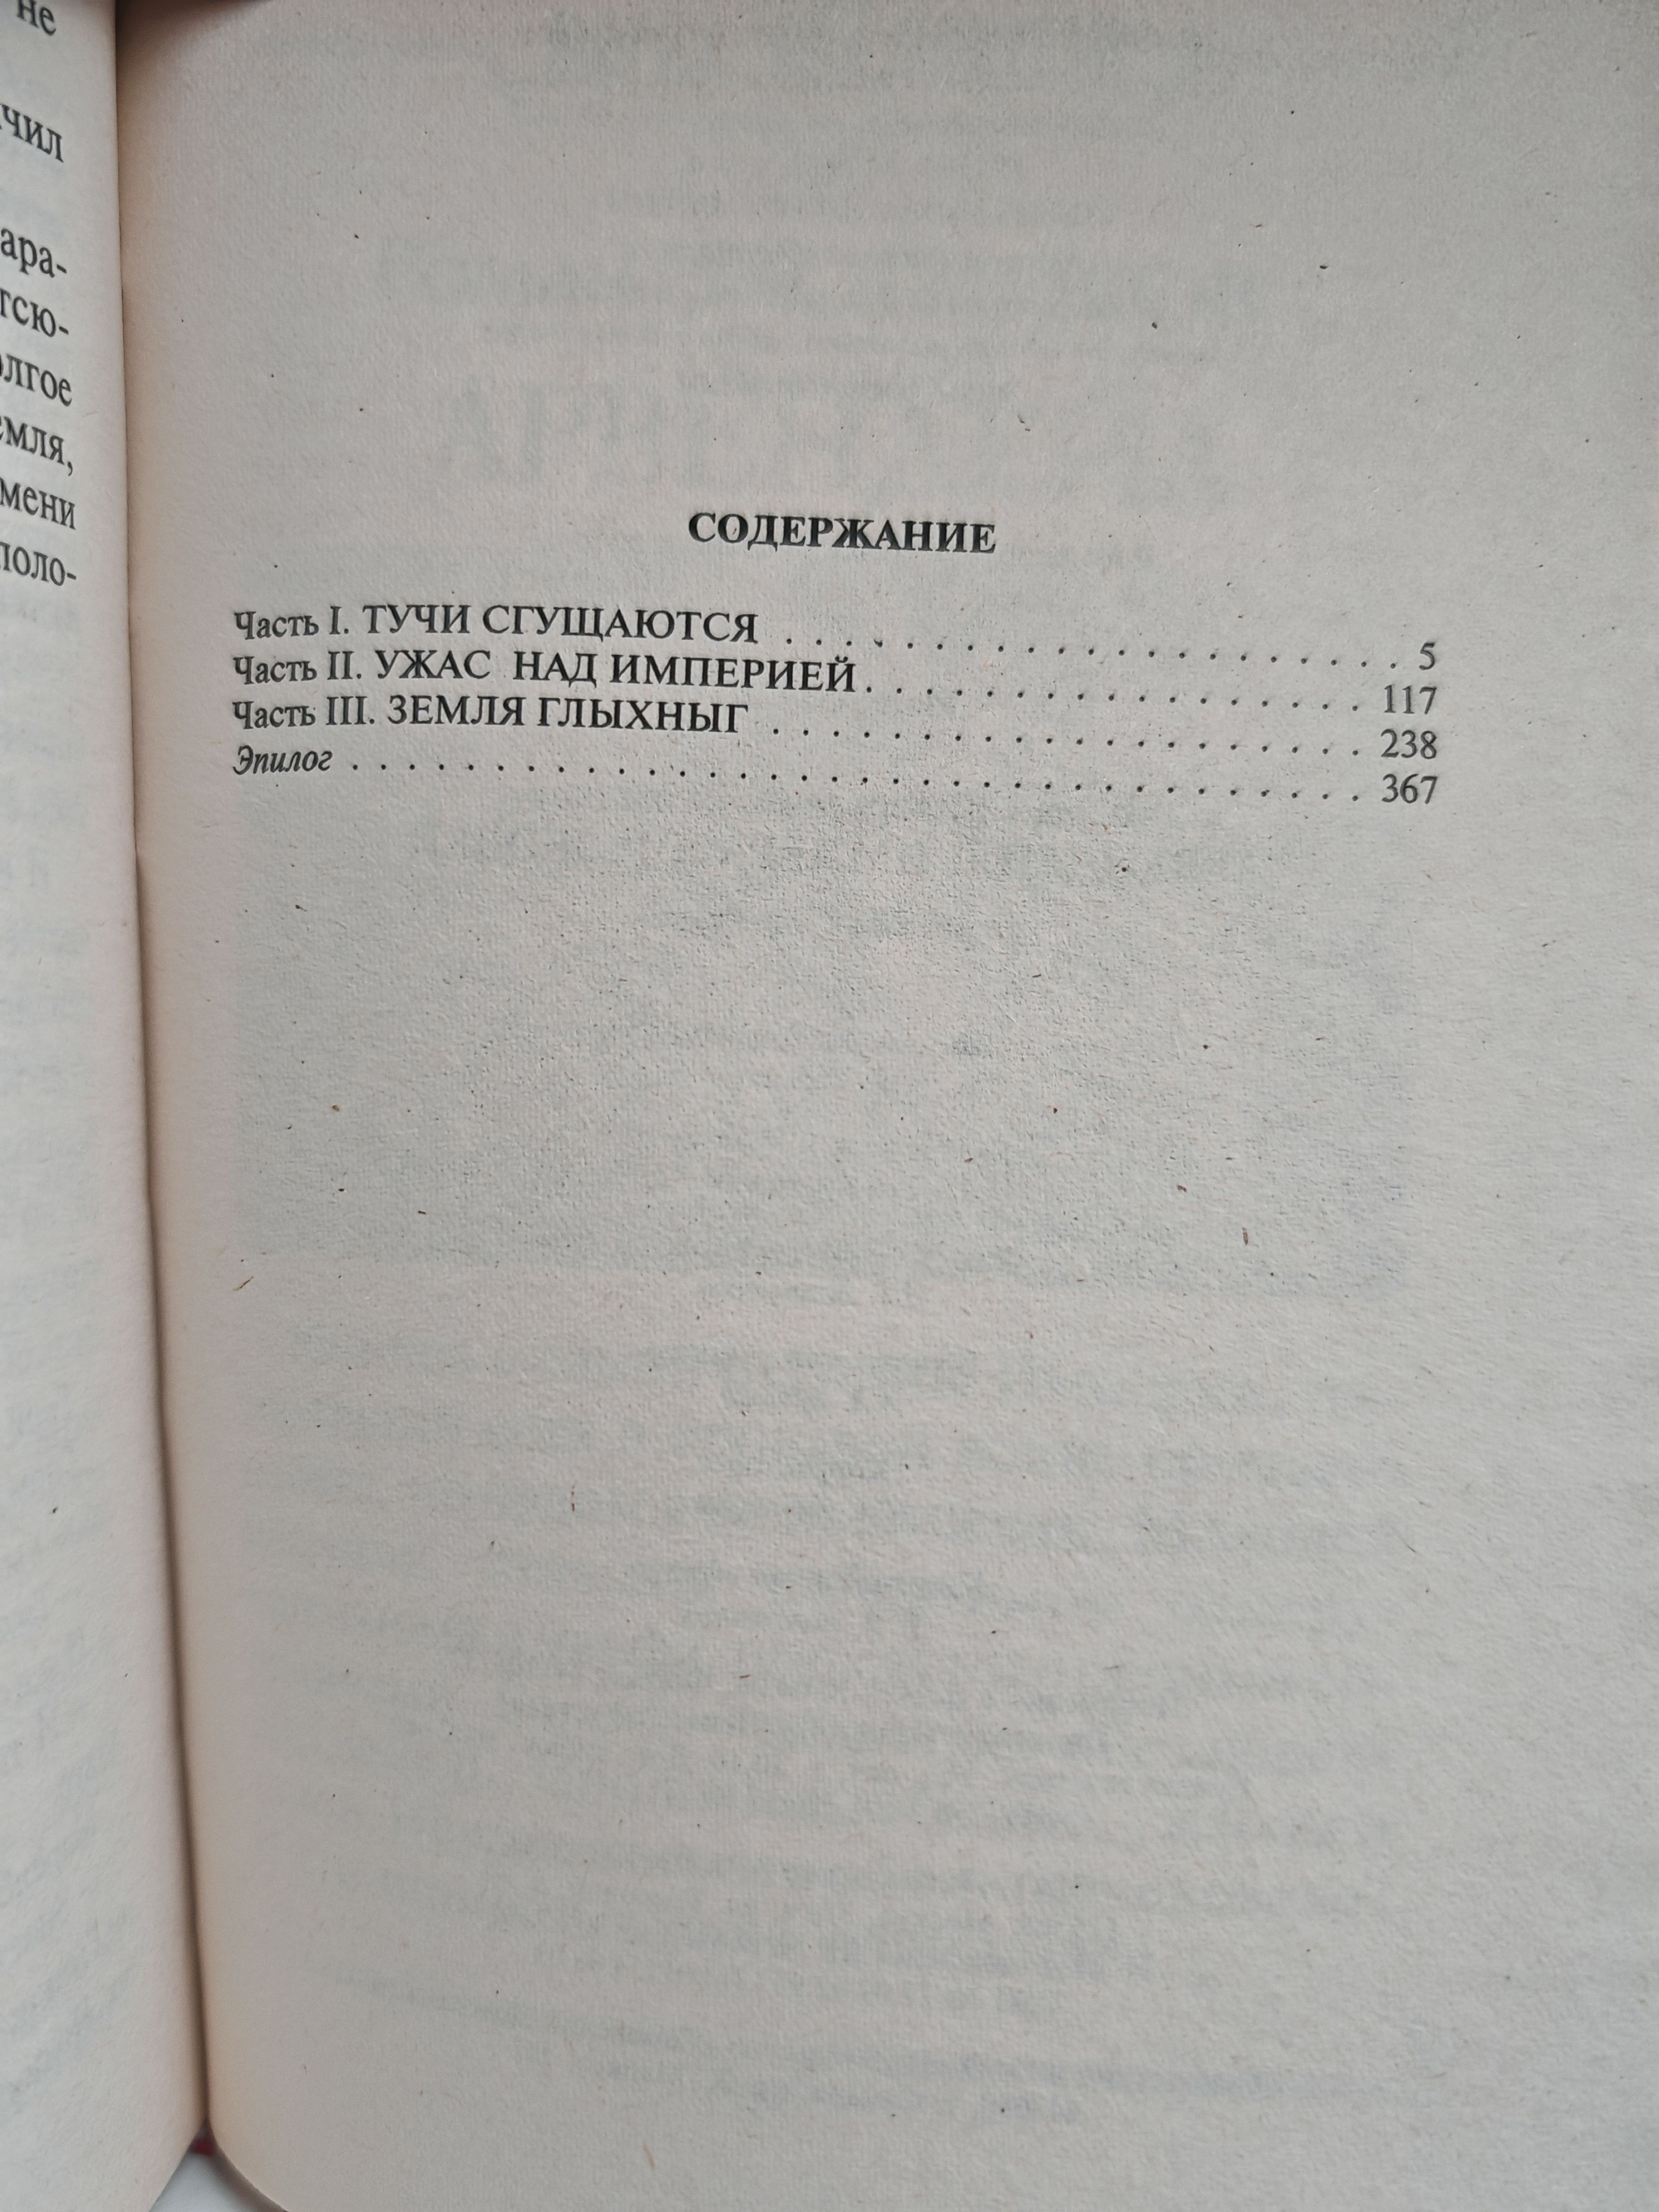 не
чил
ара-
тсю-
олгое
емля,
мени
поло-
СОДЕРЖАНИЕ
Часть I. ТУЧИ СГУЩАЮТСЯ . . . . . . . . . . . . . . . . . . . . . 5
Часть II. УЖАС НАД ИМПЕРИЕЙ. . . . . . . . . . . . . . . . . 117
Часть III. ЗЕМЛЯ ГЛЫХНЫГ . . . . . . . . . . . . . . . . . . . . 238
Эпилог . . . . . . . . . . . . . . . . . . . . . . . . . . . . . . . . . . 367